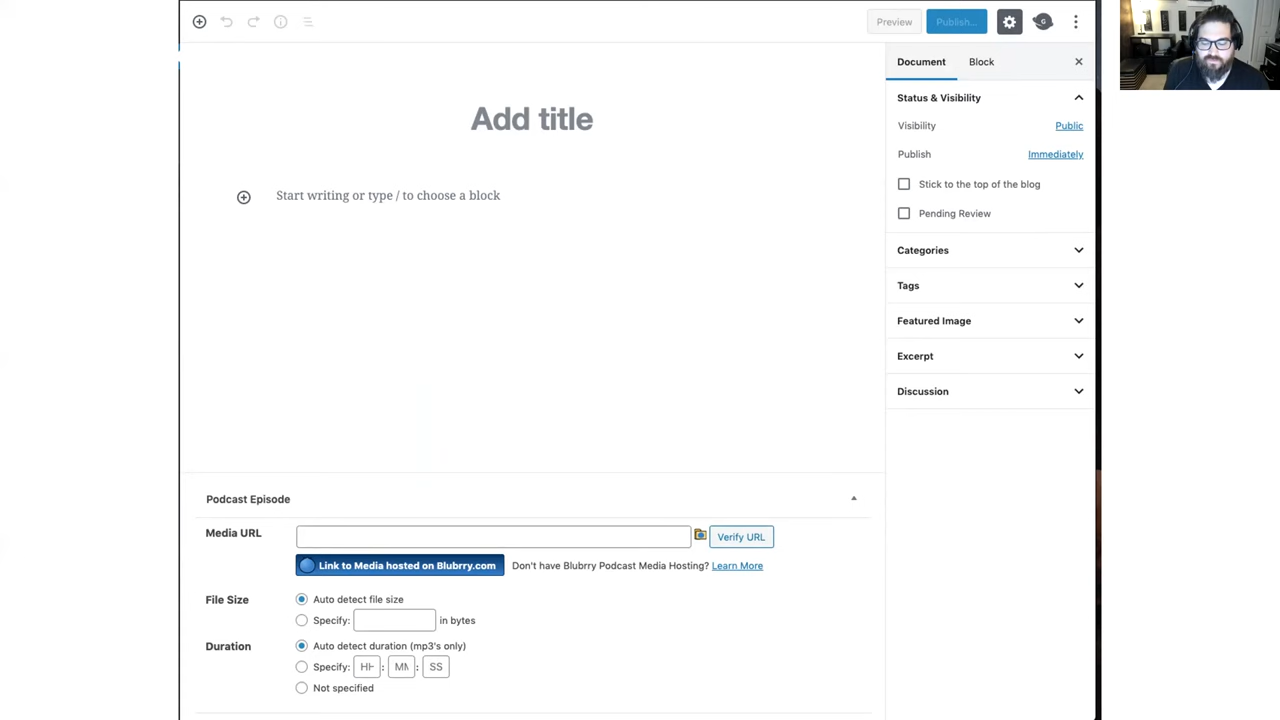 Preview
Publish...
G
Document
Block
Status & Visibility
Visibility
Public
Publish
Immediately
Stick to the top of the blog
Pending Review
Categories
Tags
Featured Image
Excerpt
Discussion
Add title
Start writing or type / to choose a block
Podcast Episode
Media URL
Verify URL
Link to Media hosted on Blubrry.com
Don't have Blubrry Podcast Media Hosting? Learn More
File Size
Auto detect file size
Specify: in bytes
Duration
Auto detect duration (mp3's only)
Specify: HH : MM : SS
Not specified